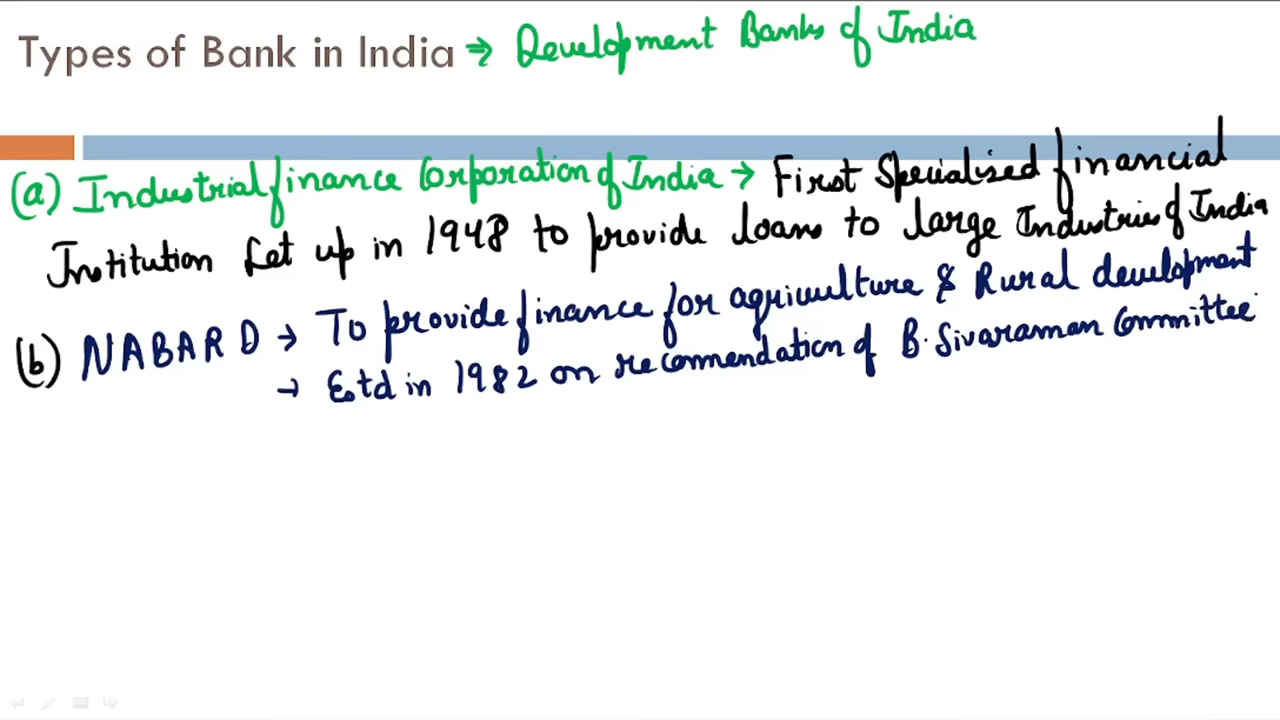 Types of Bank in India → Development Banks of India
(a) Industrial finance Corporation of India → First Specialised financial
Institution Set up in 1948 to provide loans to large Industries of India
(b) NABARD → To provide finance for agriculture & Rural development
→ Estd in 1982 on recommendation of B. Sivaraman Committee